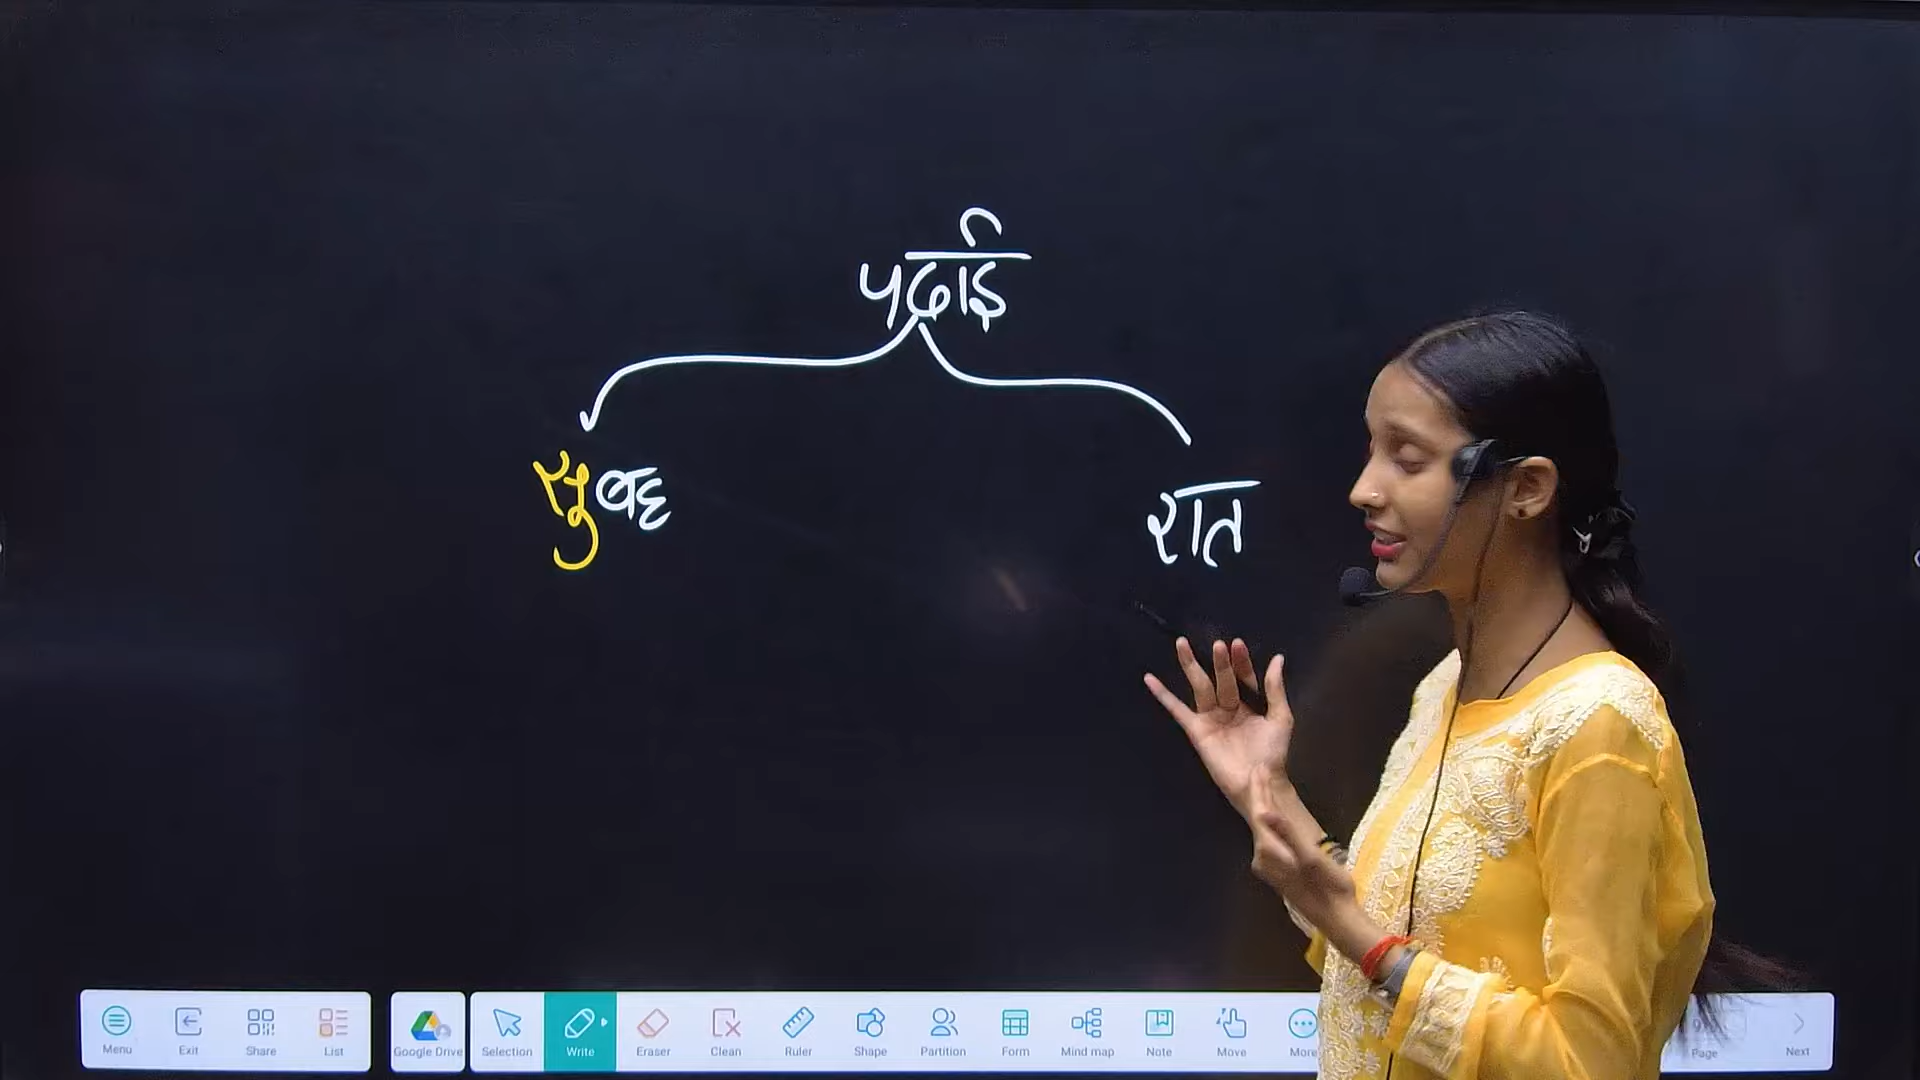 पढाई
सुबह
रात
Menu
Exit
Share
List
Google Drive
Selection
Write
Eraser
Clean
Ruler
Shape
Partition
Form
Mind map
Note
Move
More
Page
Next